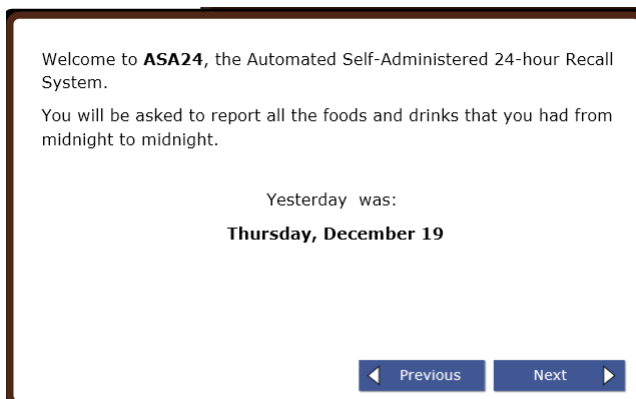 Welcome to ASA24, the Automated Self-Administered 24-hour Recall
System.
You will be asked to report all the foods and drinks that you had from
midnight to midnight.
Yesterday was:
Thursday, December 19
Previous
Next